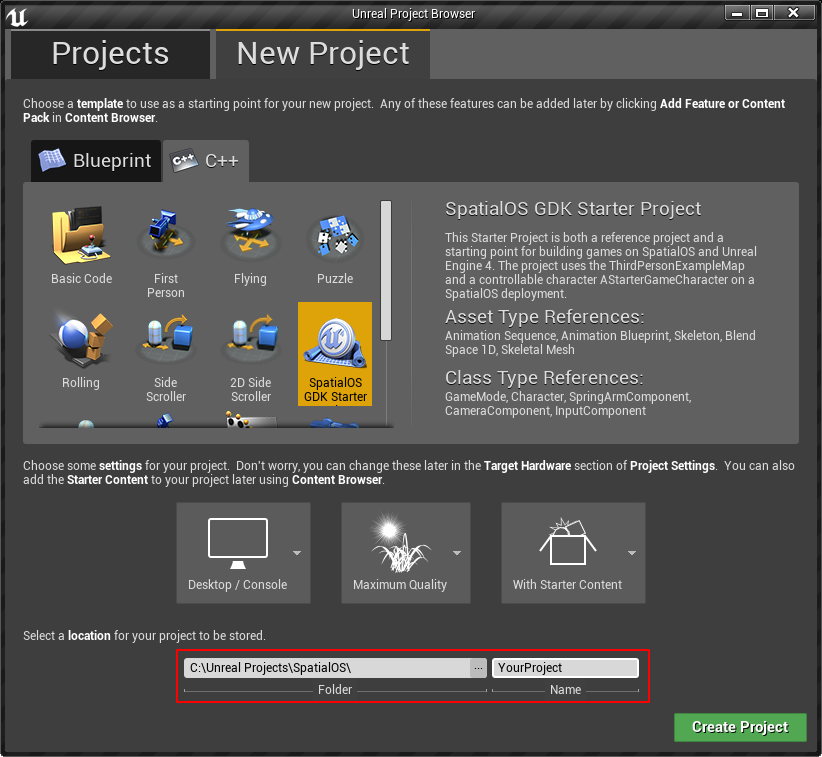 Unreal Project Browser
Projects
New Project
Choose a template to use as a starting point for your new project. Any of these features can be added later by clicking Add Feature or Content
Pack in Content Browser.
Blueprint
C++
C++
Basic Code
First
Person
Flying
Puzzle
Rolling
Side
Scroller
2D Side
Scroller
SpatialOS
GDK Starter
SpatialOS GDK Starter Project
This Starter Project is both a reference project and a
starting point for building games on SpatialOS and Unreal
Engine 4. The project uses the ThirdPersonExampleMap
and a controllable character AStarterGameCharacter on a
SpatialOS deployment.
Asset Type References:
Animation Sequence, Animation Blueprint, Skeleton, Blend
Space 1D, Skeletal Mesh
Class Type References:
GameMode, Character, SpringArmComponent,
CameraComponent, InputComponent
Choose some settings for your project. Don't worry, you can change these later in the Target Hardware section of Project Settings. You can also
add the Starter Content to your project later using Content Browser.
Desktop / Console
Maximum Quality
With Starter Content
Select a location for your project to be stored.
C:\Unreal Projects\SpatialOS\
...
YourProject
Folder
Name
Create Project